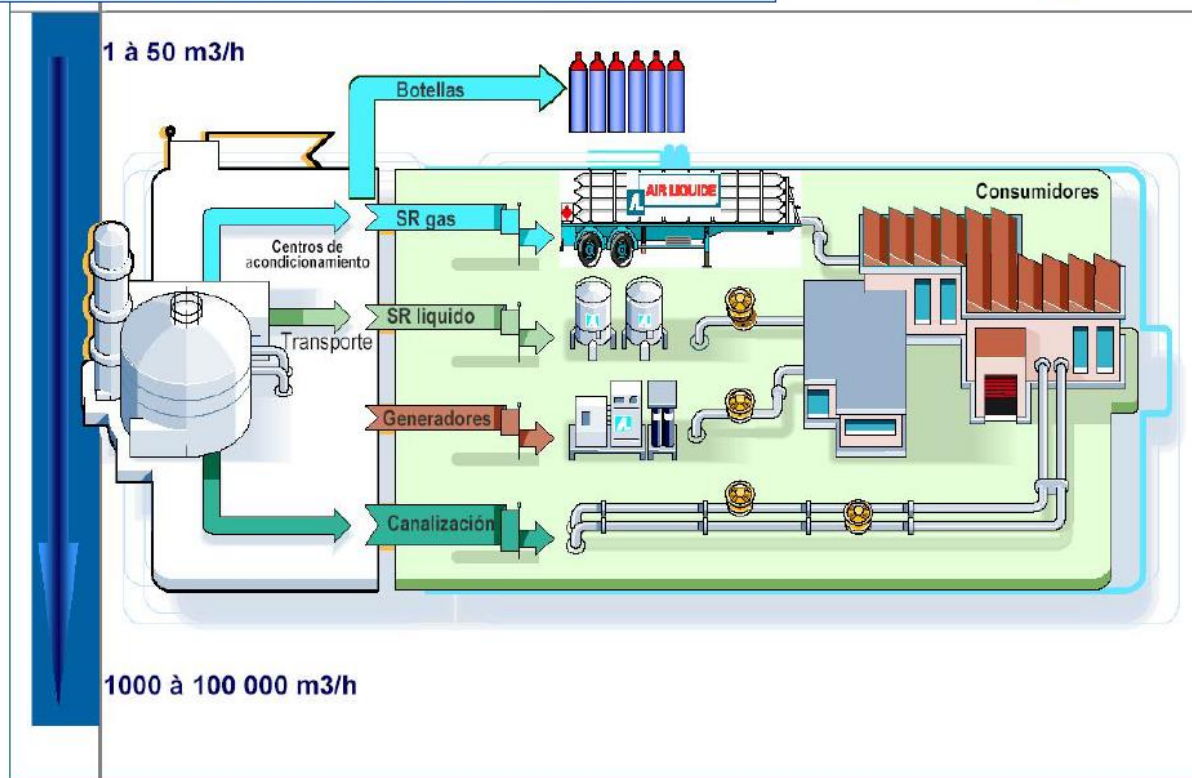 1 à 50 m3/h
Botellas
AIR LIQUIDE
Consumidores
SR gas
Centros de
acondicionamiento
SR liquido
Transporte
Generadores
Canalización
1000 à 100 000 m3/h